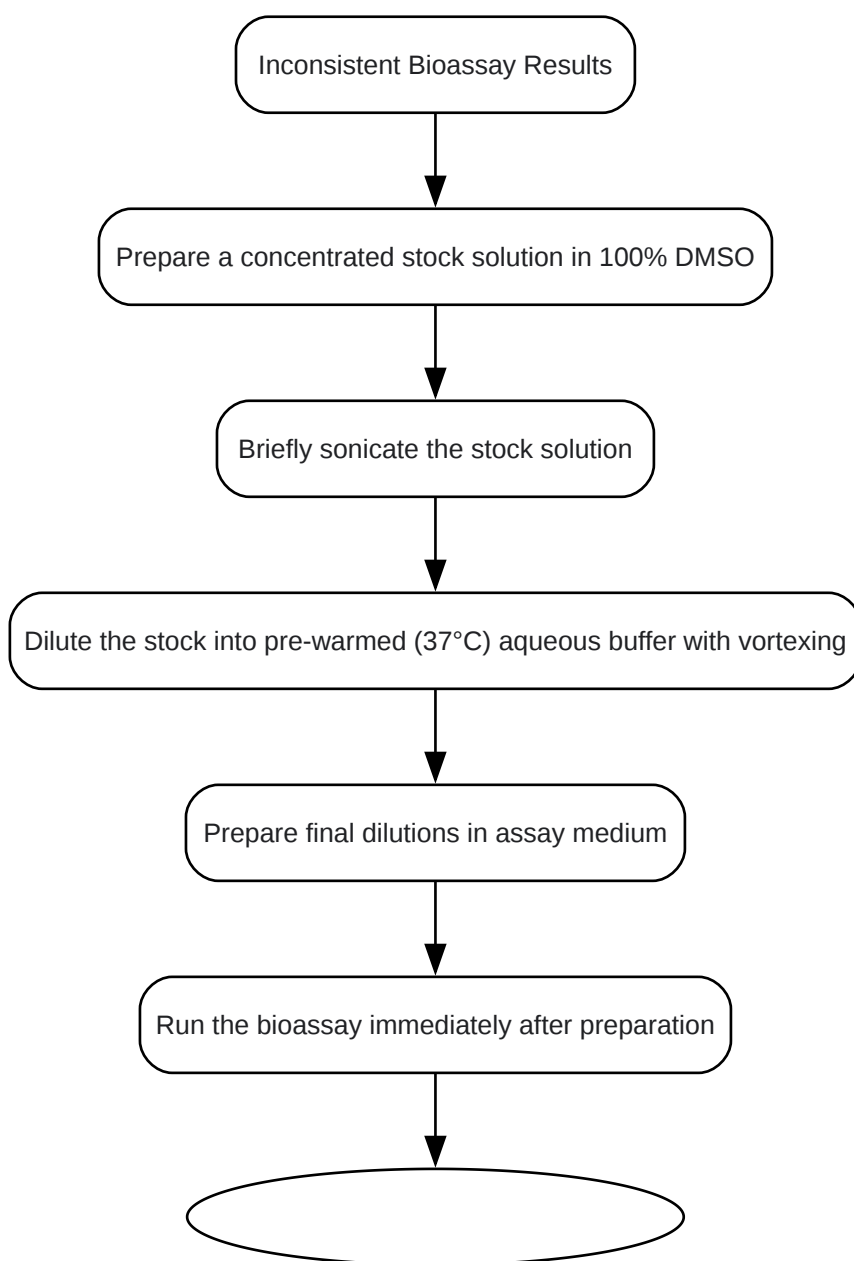 Inconsistent Bioassay Results
Prepare a concentrated stock solution in 100% DMSO
Briefly sonicate the stock solution
Dilute the stock into pre-warmed (37°C) aqueous buffer with vortexing
Prepare final dilutions in assay medium
Run the bioassay immediately after preparation